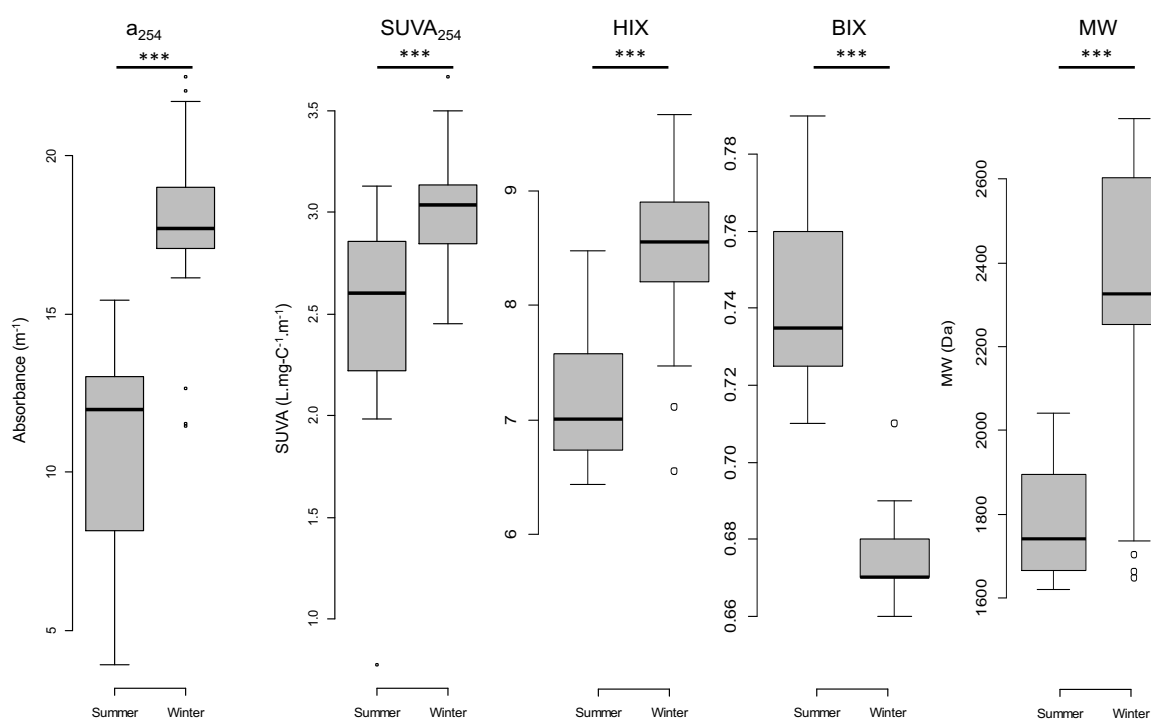 a254 SUVA254 HIX BIX MW
*** *** *** *** ***
Absorbance (m-1)
20
15
10
5
Summer Winter
SUVA (L.mg-C-1.m-1)
3.5
3.0
2.5
2.0
1.5
1.0
Summer Winter
9
8
7
6
Summer Winter
0.78
0.76
0.74
0.72
0.70
0.68
0.66
Summer Winter
MW (Da)
2600
2400
2200
2000
1800
1600
Summer Winter